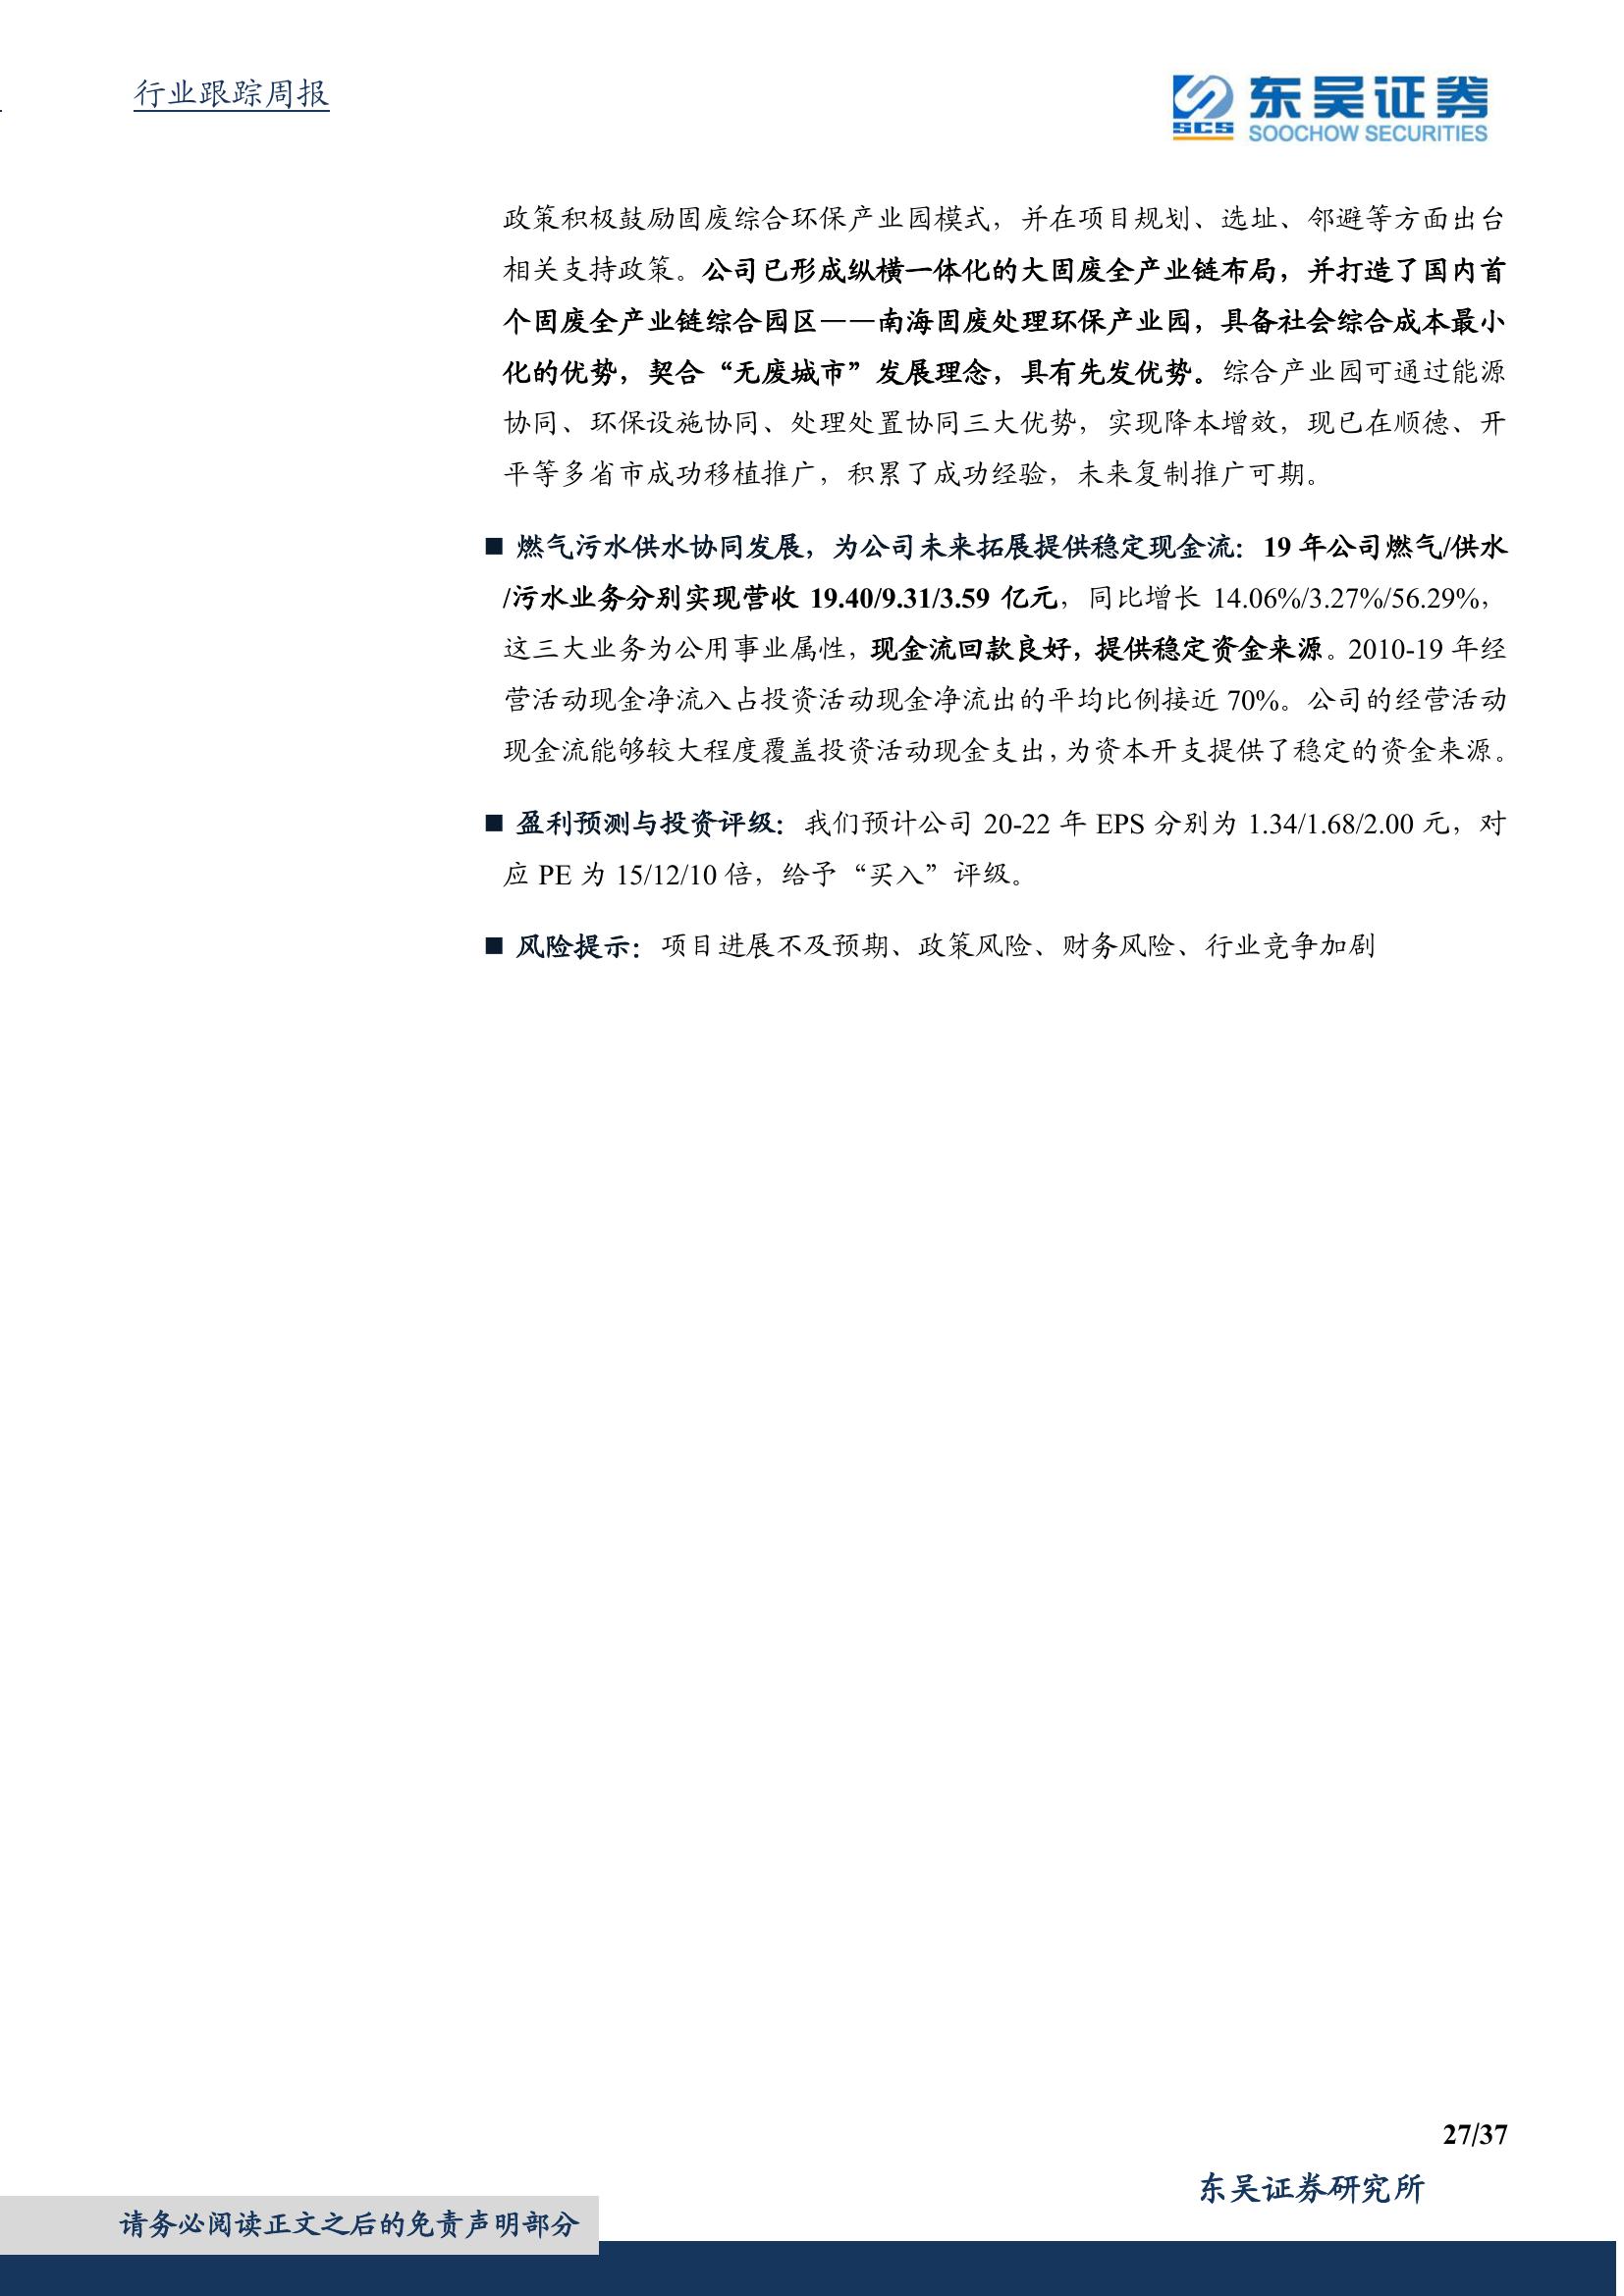 行业跟踪周报
SCS
东吴证券
SOOCHOW SECURITIES
政策积极鼓励固废综合环保产业园模式，并在项目规划、选址、邻避等方面出台
相关支持政策。公司已形成纵横一体化的大固废全产业链布局，并打造了国内首
个固废全产业链综合园区——南海固废处理环保产业园，具备社会综合成本最小
化的优势，契合“无废城市”发展理念，具有先发优势。综合产业园可通过能源
协同、环保设施协同、处理处置协同三大优势，实现降本增效，现已在顺德、开
平等多省市成功移植推广，积累了成功经验，未来复制推广可期。
■ 燃气污水供水协同发展，为公司未来拓展提供稳定现金流：19 年公司燃气/供水
/污水业务分别实现营收 19.40/9.31/3.59 亿元，同比增长 14.06%/3.27%/56.29%，
这三大业务为公用事业属性，现金流回款良好，提供稳定资金来源。2010-19 年经
营活动现金净流入占投资活动现金净流出的平均比例接近 70%。公司的经营活动
现金流能够较大程度覆盖投资活动现金支出，为资本开支提供了稳定的资金来源。
■ 盈利预测与投资评级：我们预计公司 20-22 年 EPS 分别为 1.34/1.68/2.00 元，对
应 PE 为 15/12/10 倍，给予“买入”评级。
■ 风险提示：项目进展不及预期、政策风险、财务风险、行业竞争加剧
27/37
东吴证券研究所
请务必阅读正文之后的免责声明部分